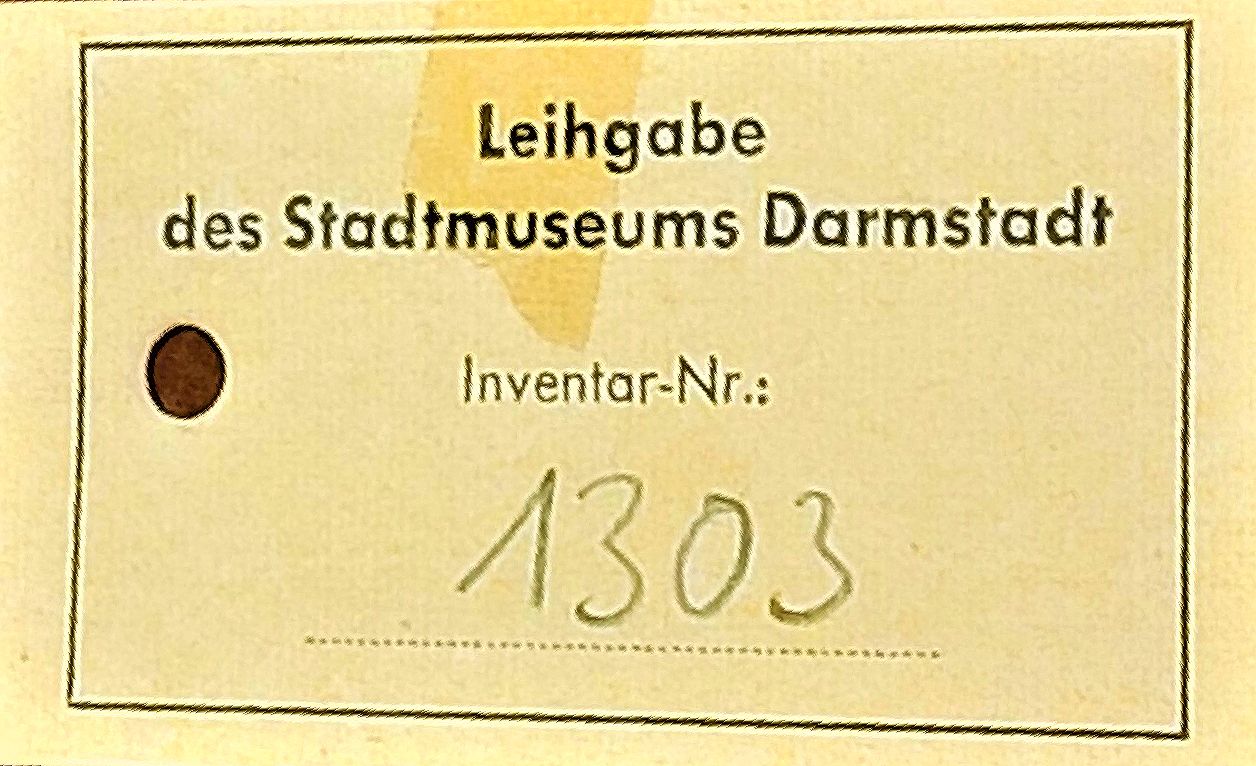 Leihgabe
des Stadtmuseums Darmstadt
Inventar-Nr.:
1303